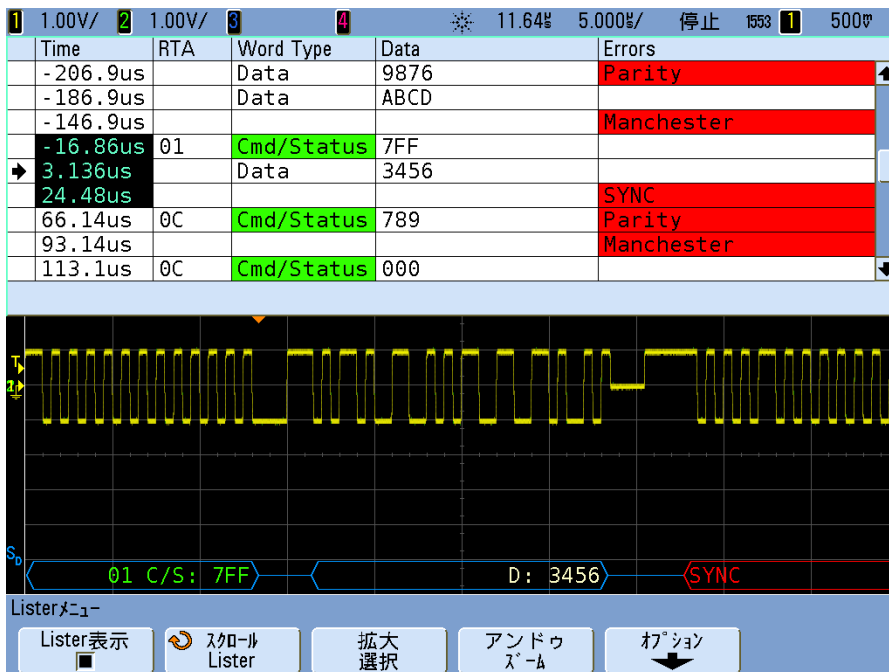 1 1.00V/ 2 1.00V/ 3 4 11.64µs 5.000µs/ 停止 1553 1 500mV
Time RTA Word Type Data Errors
-206.9us Data 9876 Parity
-186.9us Data ABCD
-146.9us Manchester
-16.86us 01 Cmd/Status 7FF
3.136us Data 3456
24.48us SYNC
66.14us 0C Cmd/Status 789 Parity
93.14us Manchester
113.1us 0C Cmd/Status 000
T
01 C/S: 7FF D: 3456 SYNC
SD
Listerﾒﾆｭｰ
Lister表示 ｽｸﾛｰﾙ 拡大 アンドゥ ｵﾌﾟｼｮﾝ
Lister 選択 ｽﾞｰﾑ